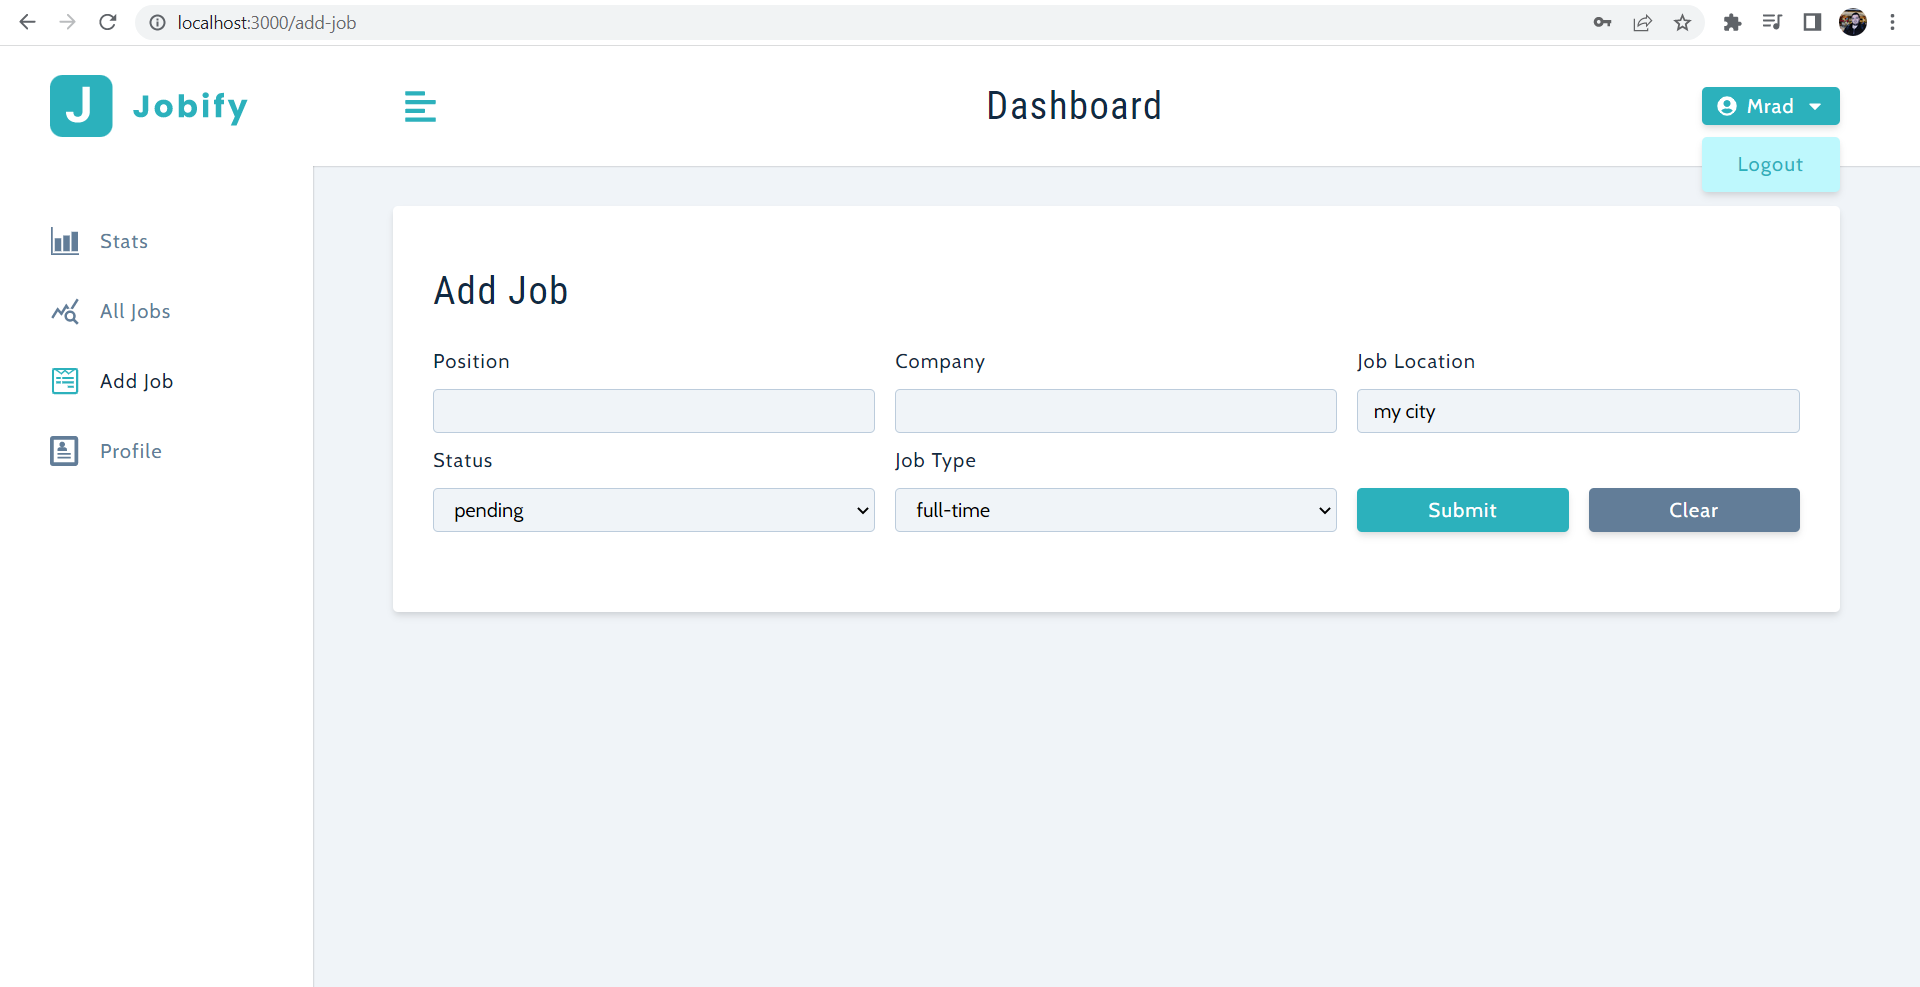 localhost:3000/add-job
J Jobify
Dashboard
Mrad
Logout
Stats
All Jobs
Add Job
Profile
Add Job
Position Company Job Location
my city
Status Job Type
pending full-time Submit Clear